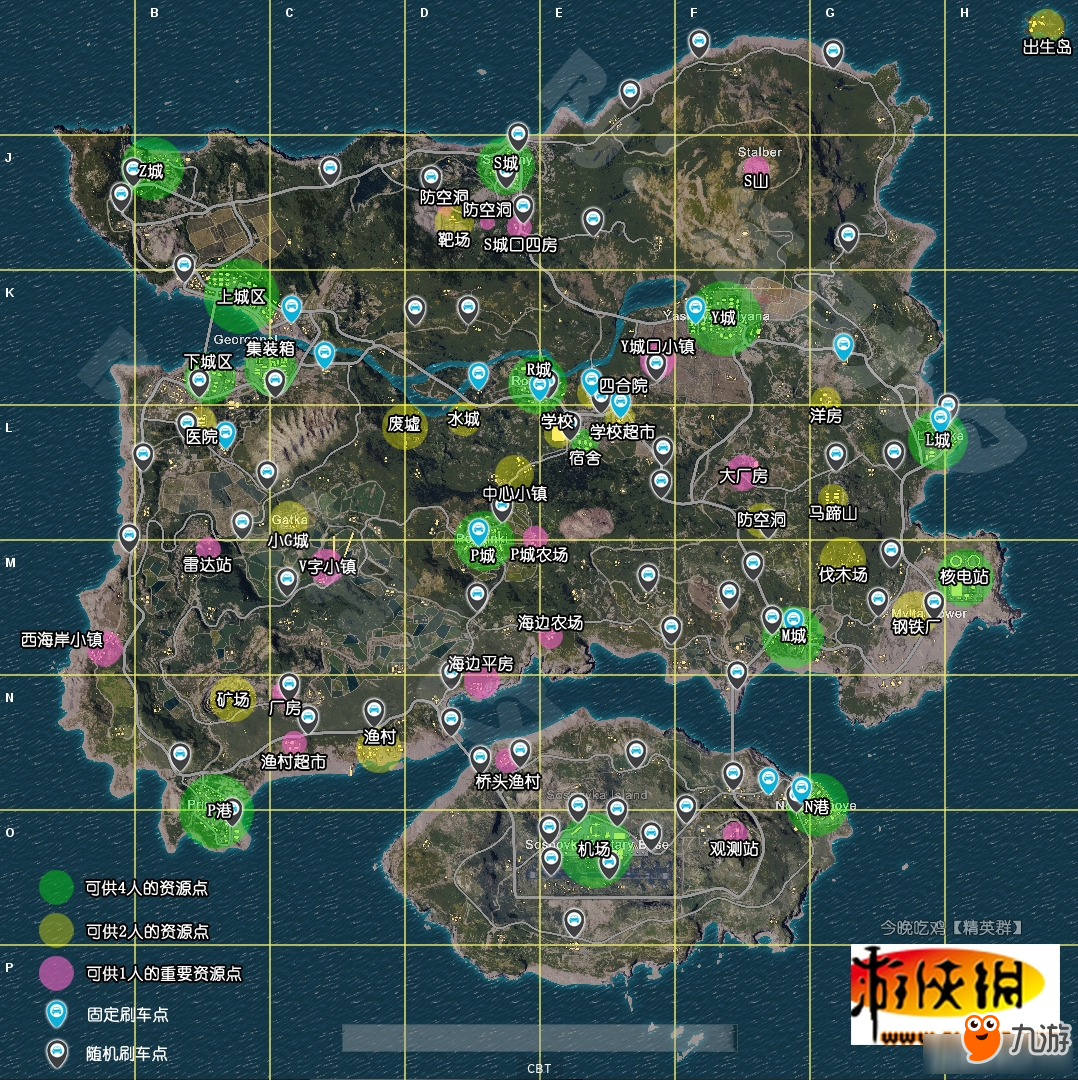 B
C
D
E
F
G
H
出生岛
J
Z城
S城
Stalber
S山
防空洞
防空洞
靶场
S城口四房
K
上城区
Y城
下城区
集装箱
Y城口小镇
R城
四合院
L
医院
废墟
水城
学校
学校超市
宿舍
洋房
L城
大厂房
中心小镇
防空洞
马蹄山
Gatka
小G城
M
雷达站
V字小镇
P城
P城农场
伐木场
核电站
钢铁厂
西海岸小镇
海边农场
M城
海边平房
N
矿场
厂房
渔村
渔村超市
桥头渔村
Sosnovka Island
P港
N港
O
机场
观测站
可供4人的资源点
可供2人的资源点
今晚吃鸡【精英群】
P
可供1人的重要资源点
游侠网
www
固定刷车点
九游
随机刷车点
CBT